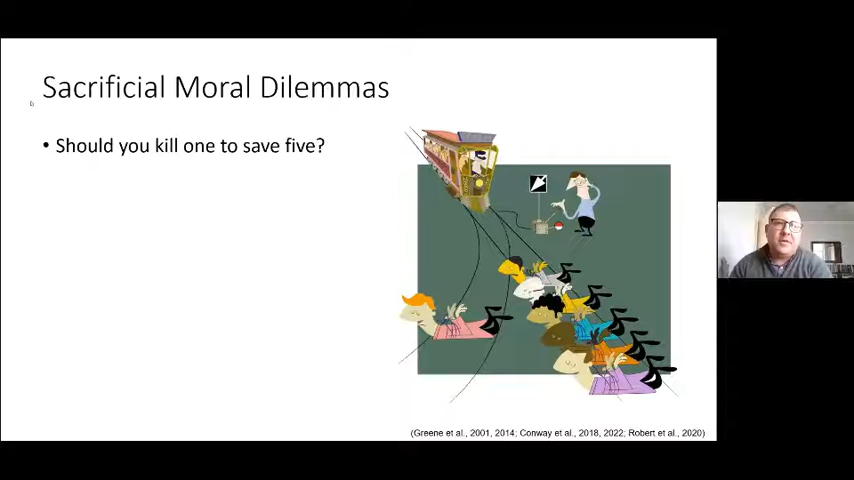 Sacrificial Moral Dilemmas
• Should you kill one to save five?
(Greene et al., 2001, 2014; Conway et al., 2018, 2022; Robert et al., 2020)